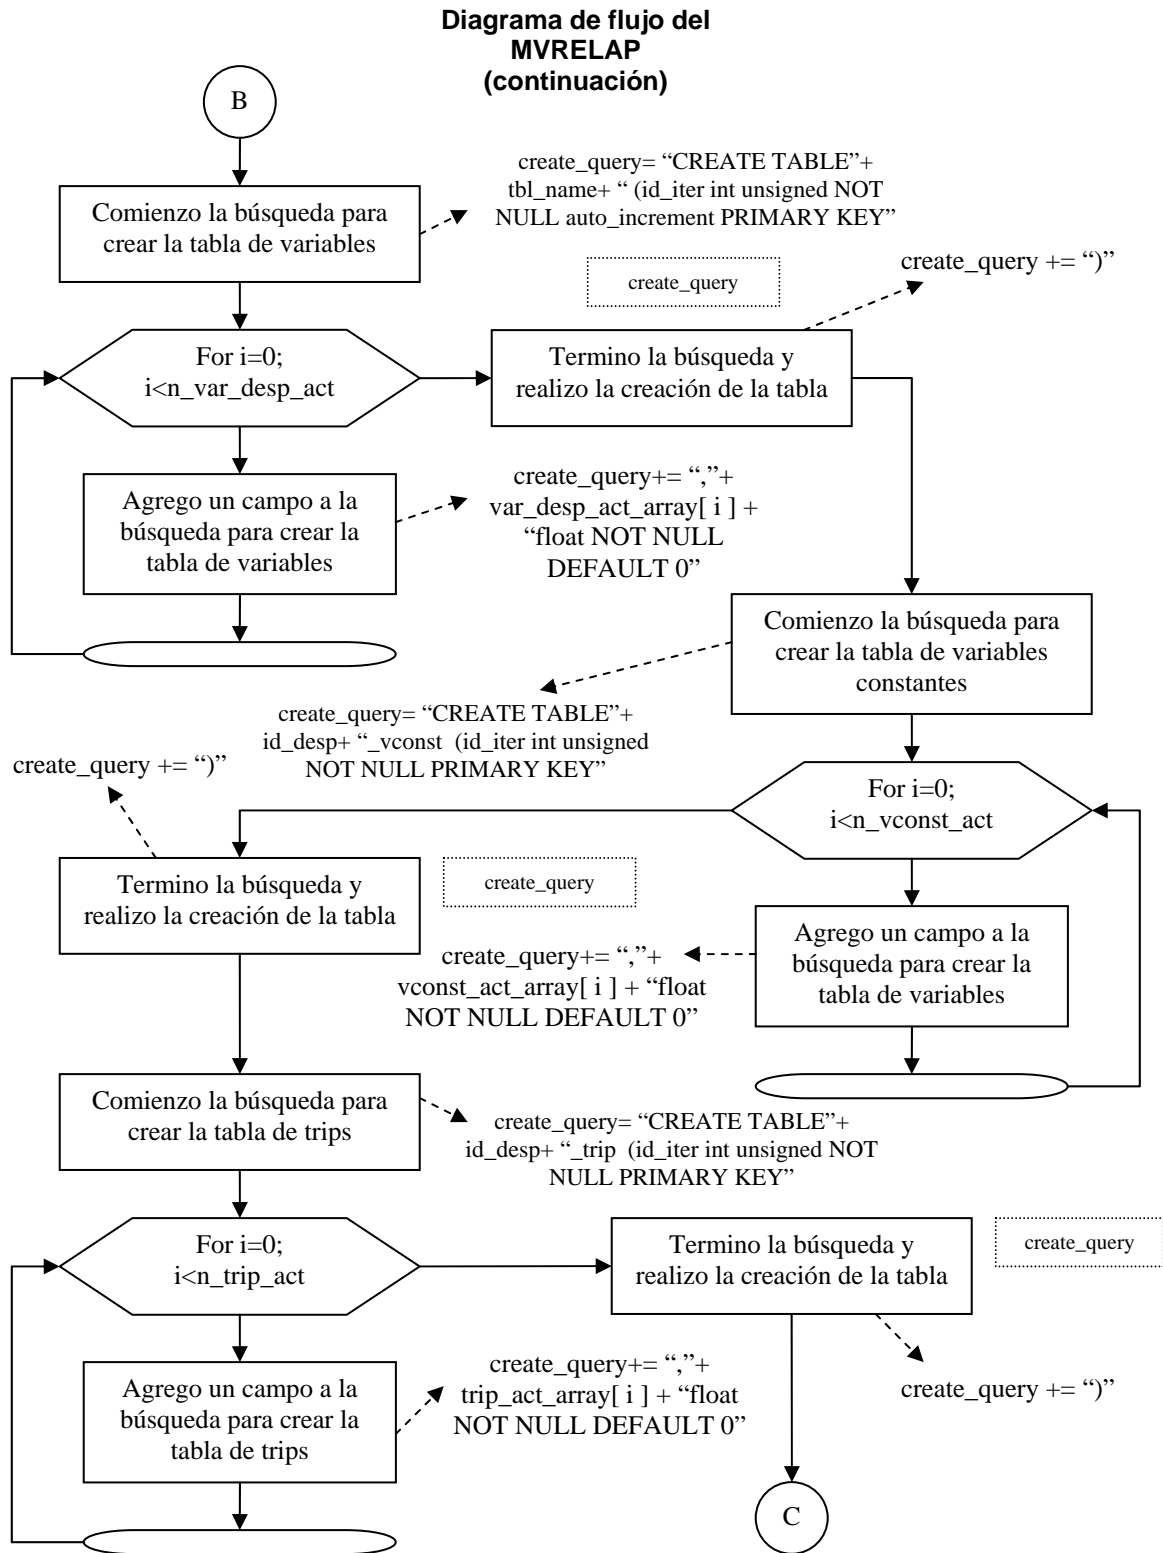 Diagrama de flujo del
MVRELAP
(continuación)
B
create_query= “CREATE TABLE”+
tbl_name+ “ (id_iter int unsigned NOT
NULL auto_increment PRIMARY KEY”
Comienzo la búsqueda para
crear la tabla de variables
create_query
create_query += “)”
For i=0;
i<n_var_desp_act
Termino la búsqueda y
realizo la creación de la tabla
Agrego un campo a la
búsqueda para crear la
tabla de variables
create_query+= “,”+
var_desp_act_array[ i ] +
“float NOT NULL
DEFAULT 0”
Comienzo la búsqueda para
crear la tabla de variables
constantes
create_query= “CREATE TABLE”+
id_desp+ “_vconst  (id_iter int unsigned
NOT NULL PRIMARY KEY”
create_query += “)”
For i=0;
i<n_vconst_act
Termino la búsqueda y
realizo la creación de la tabla
create_query
Agrego un campo a la
búsqueda para crear la
tabla de variables
create_query+= “,”+
vconst_act_array[ i ] + “float
NOT NULL DEFAULT 0”
Comienzo la búsqueda para
crear la tabla de trips
create_query= “CREATE TABLE”+
id_desp+ “_trip  (id_iter int unsigned NOT
NULL PRIMARY KEY”
For i=0;
i<n_trip_act
Termino la búsqueda y
realizo la creación de la tabla
create_query
Agrego un campo a la
búsqueda para crear la
tabla de trips
create_query+= “,”+
trip_act_array[ i ] + “float
NOT NULL DEFAULT 0”
create_query += “)”
C